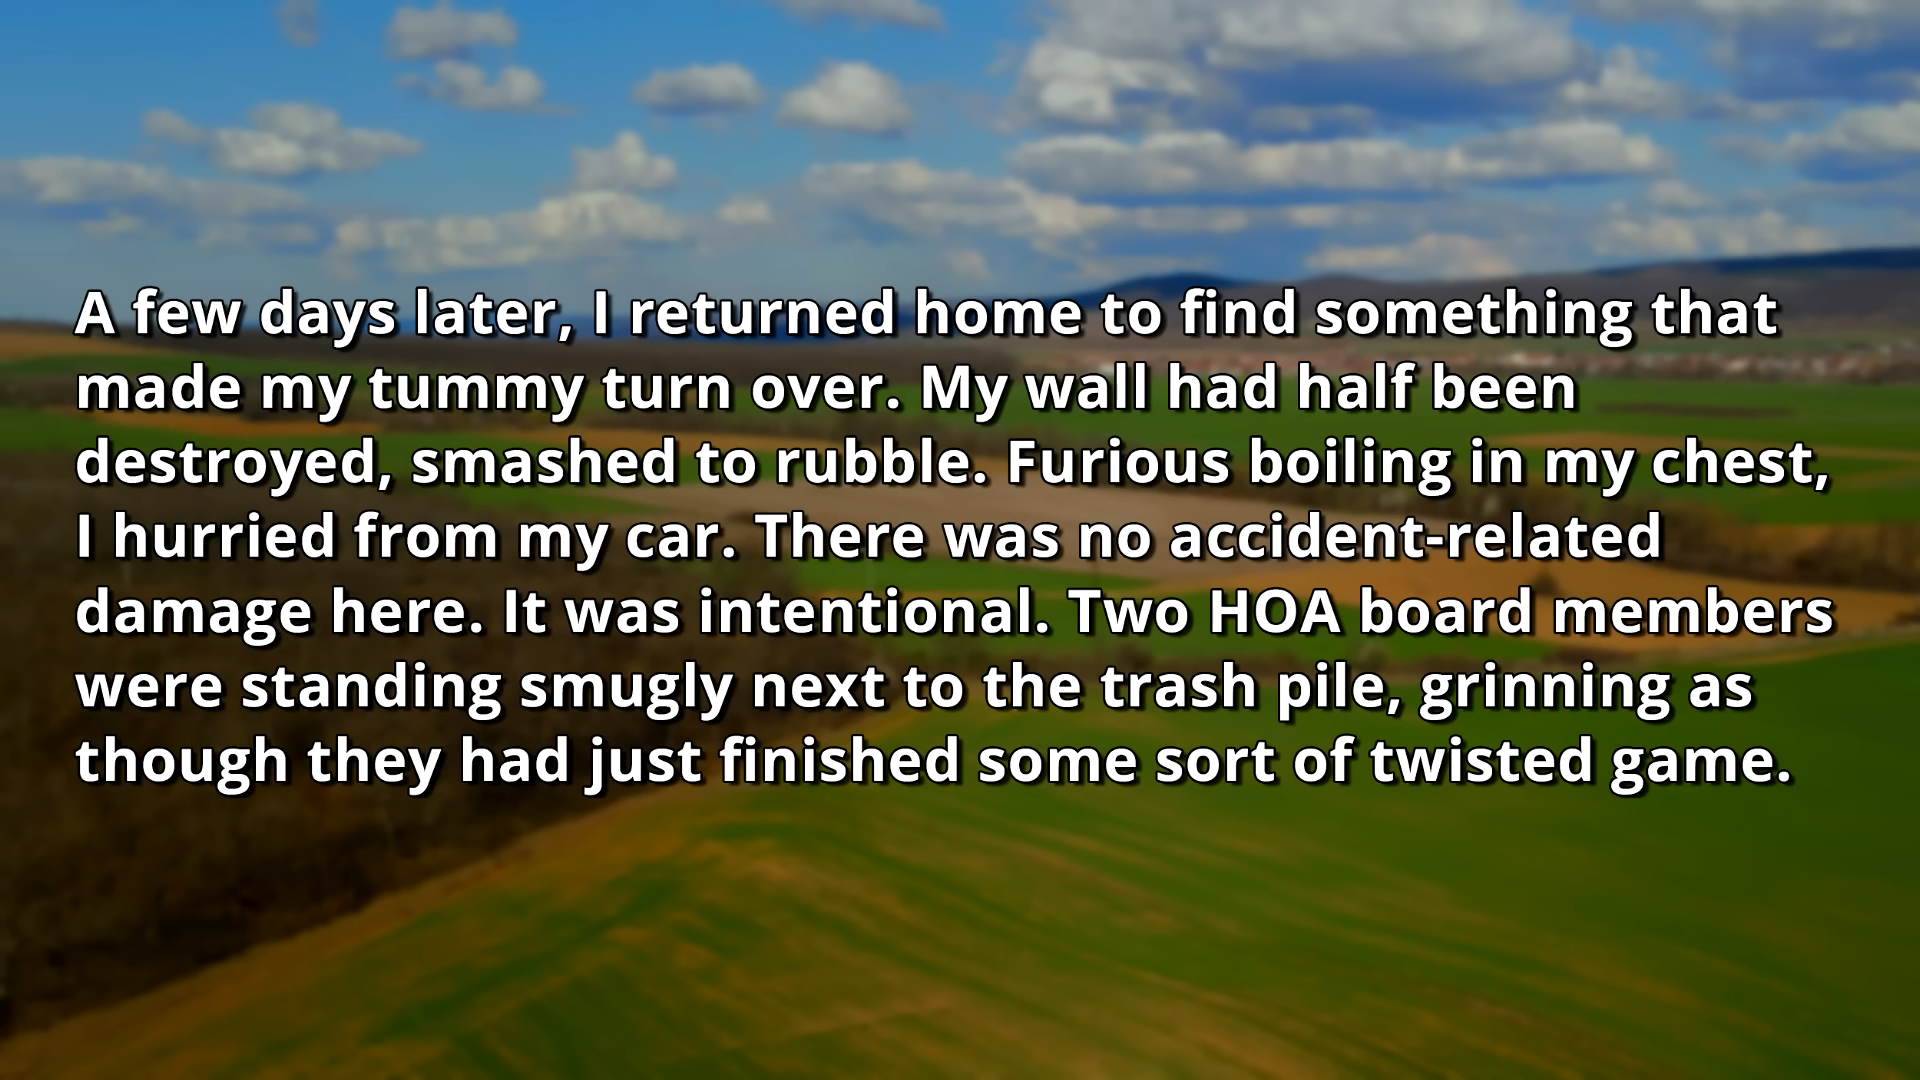 A few days later, I returned home to find something that
made my tummy turn over. My wall had half been
destroyed, smashed to rubble. Furious boiling in my chest,
I hurried from my car. There was no accident-related
damage here. It was intentional. Two HOA board members
were standing smugly next to the trash pile, grinning as
though they had just finished some sort of twisted game.